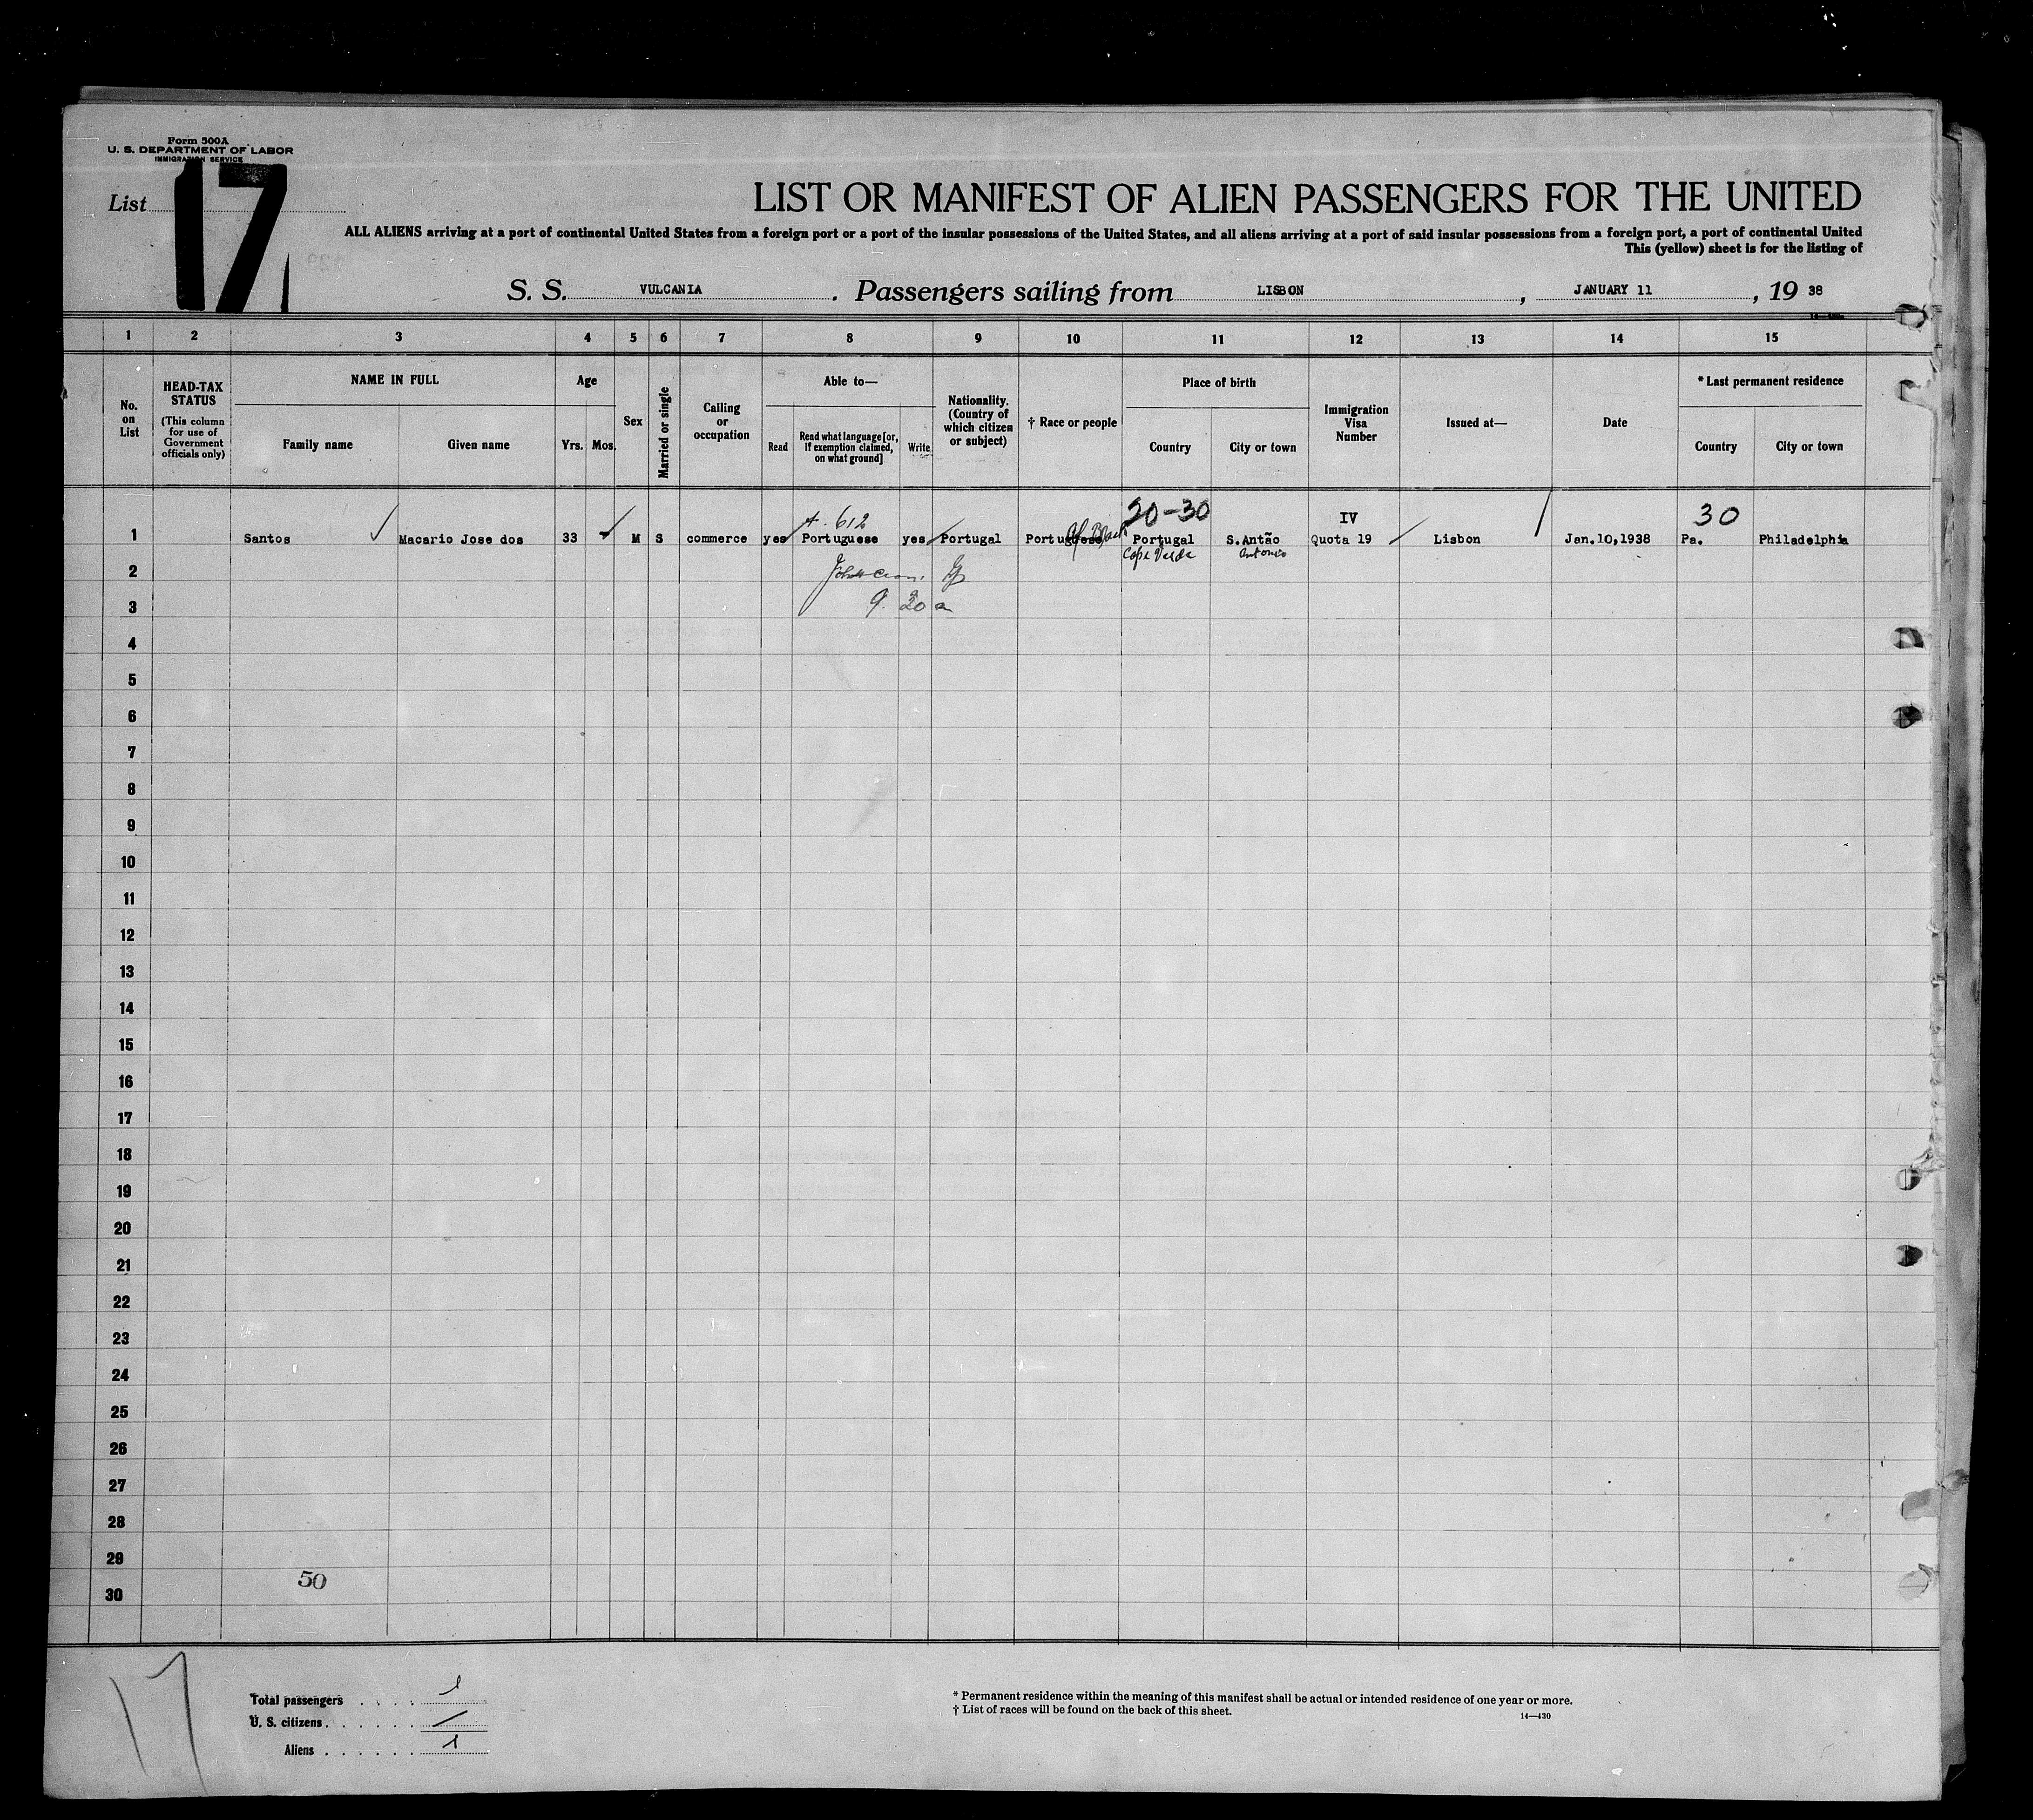 Form 500A
U. S. DEPARTMENT OF LABOR
IMMIGRATION SERVICE
List 17
LIST OR MANIFEST OF ALIEN PASSENGERS FOR THE UNITED
ALL ALIENS arriving at a port of continental United States from a foreign port or a port of the insular possessions of the United States, and all aliens arriving at a port of said insular possessions from a foreign port, a port of continental United
This (yellow) sheet is for the listing of
S. S. VULCANIA. Passengers sailing from LISBON, JANUARY 11, 19 38
1 2 3 4 5 6 7 8 9 10 11 12 13 14 15
No. on List
HEAD-TAX STATUS
(This column for use of Government officials only)
NAME IN FULL
Family name Given name
Age
Yrs. Mos.
Sex
Married or single
Calling or occupation
Able to—
Read
Read what language [or, if exemption claimed, on what ground]
Write
Nationality. (Country of which citizen or subject)
† Race or people
Place of birth
Country City or town
Immigration Visa Number
Issued at—
Date
* Last permanent residence
Country City or town
612 20-30 IV 30
1 Santos Macario Jose dos 33 M S commerce yes Portuguese yes Portugal Portuguese Portugal S.Antão Quota 19 Lisbon Jan.10,1938 Pa. Philadelphia
Cape Verde Antonio
2
3 9. 20 a
4
5
6
7
8
9
10
11
12
13
14
15
16
17
18
19
20
21
22
23
24
25
26
27
28
29
50
30
17
Total passengers . . . . 1
U. S. citizens . . . . . . /
Aliens . . . . . . 1
* Permanent residence within the meaning of this manifest shall be actual or intended residence of one year or more.
† List of races will be found on the back of this sheet.
14—430